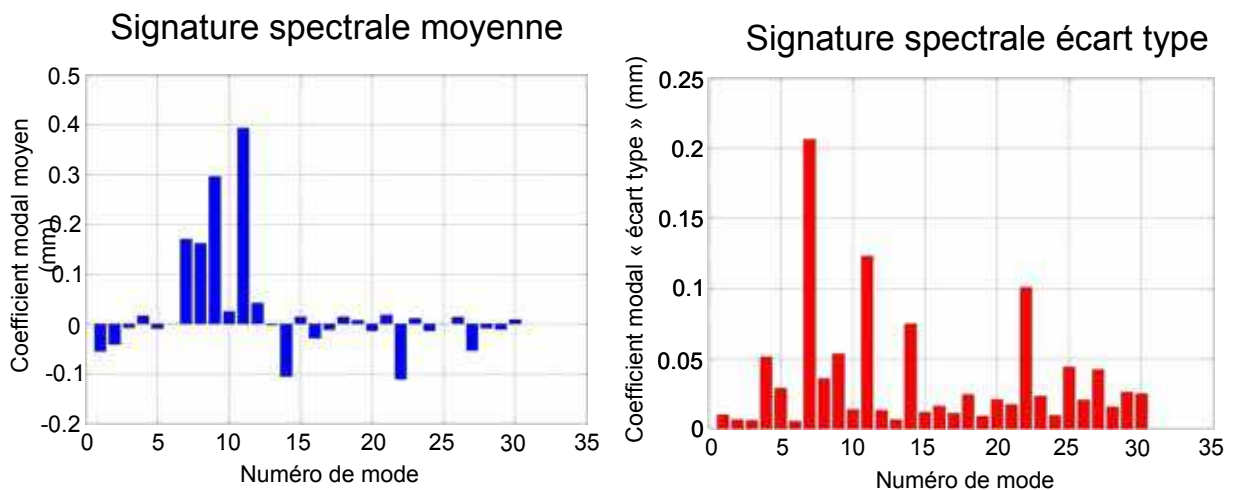 Signature spectrale moyenne
Coefficient modal moyen
(mm)
0.5
0.4
0.3
0.2
0.1
0
-0.1
-0.2
0 5 10 15 20 25 30 35
Numéro de mode
Signature spectrale écart type
Coefficient modal « écart type » (mm)
0.25
0.2
0.15
0.1
0.05
0
0 5 10 15 20 25 30 35
Numéro de mode